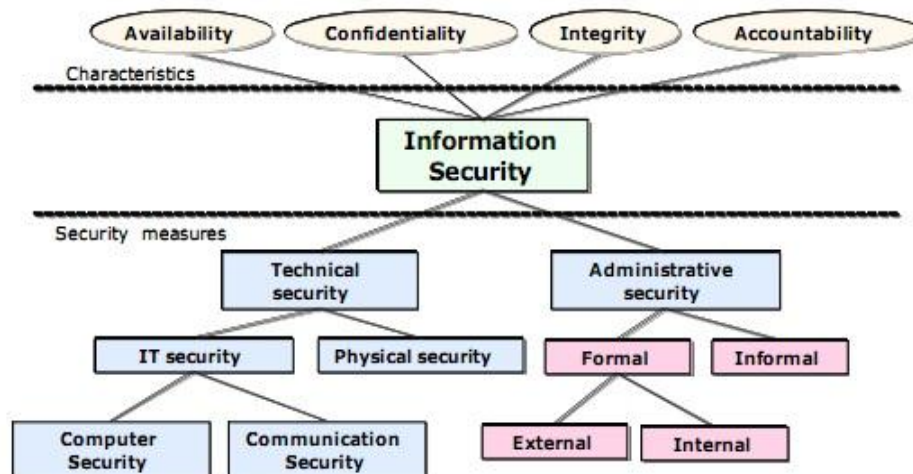 Availability
Confidentiality
Integrity
Accountability
Characteristics
Information
Security
Security measures
Technical
security
Administrative
security
IT security
Physical security
Formal
Informal
Computer
Security
Communication
Security
External
Internal